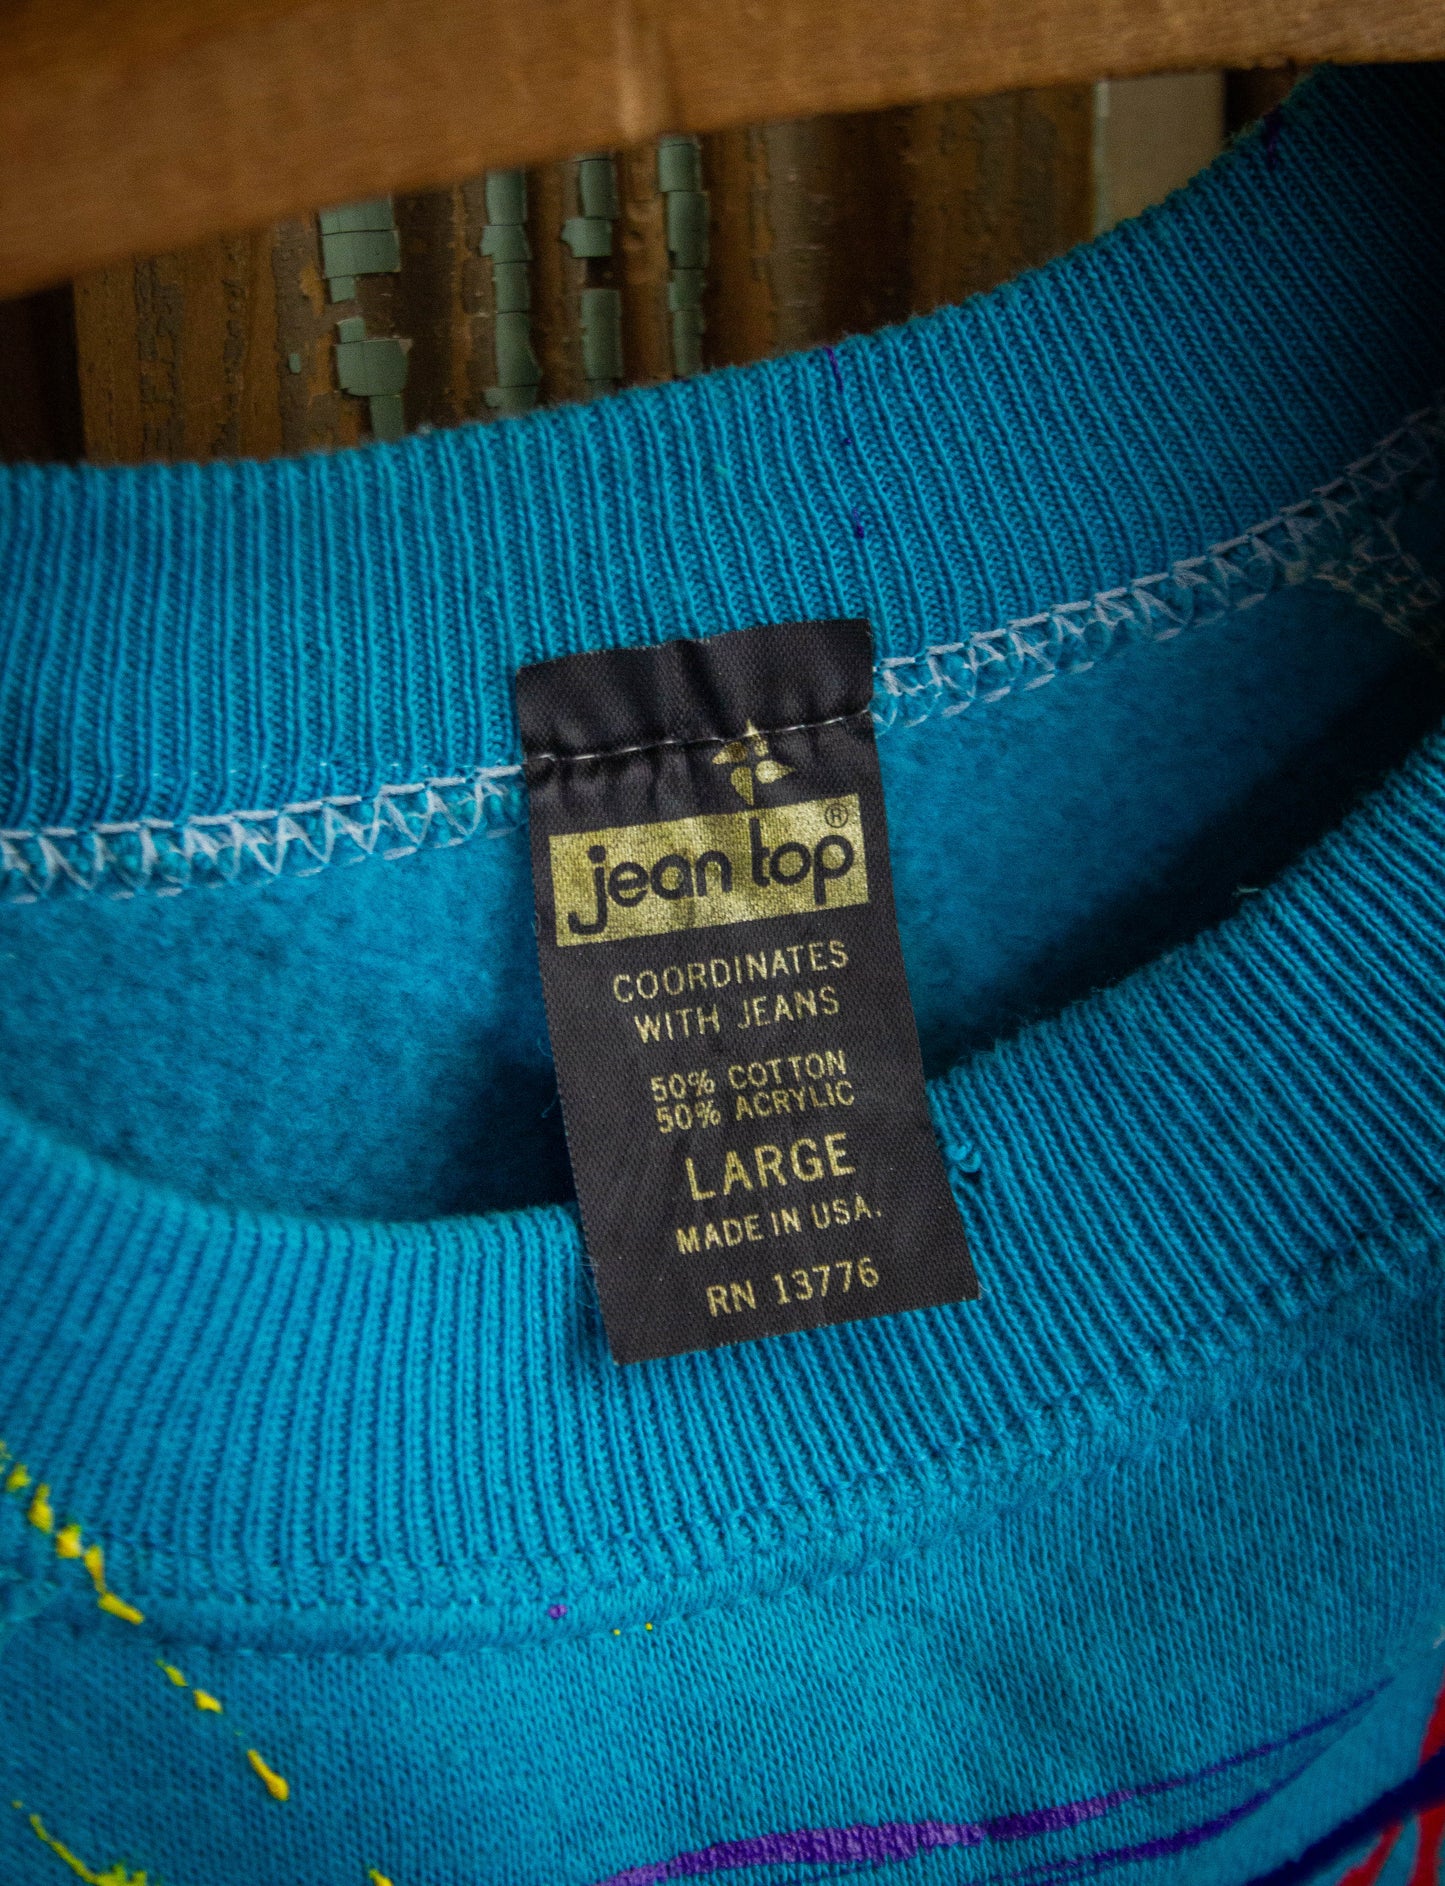 jean top®
COORDINATES
WITH JEANS
50% COTTON
50% ACRYLIC
LARGE
MADE IN USA.
RN 13776